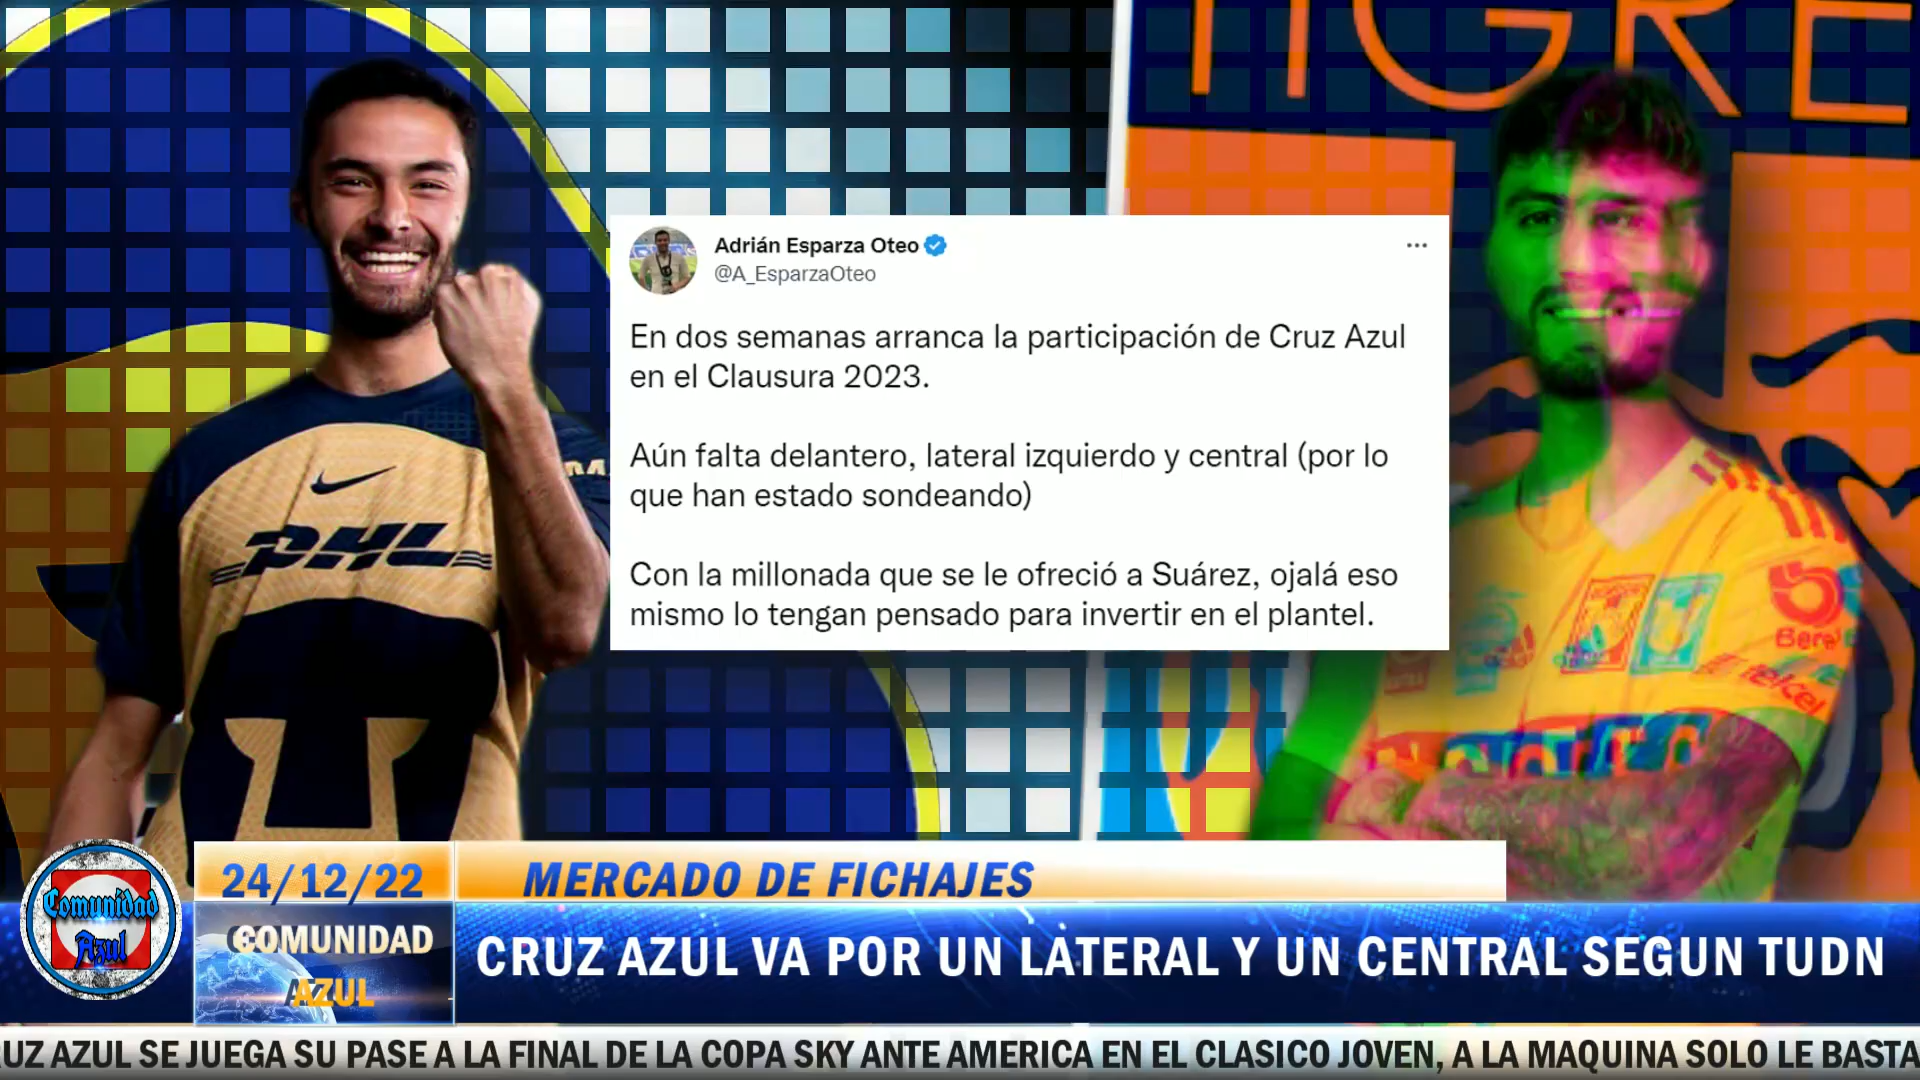 TIGRE
Adrián Esparza Oteo
@A_EsparzaOteo
En dos semanas arranca la participación de Cruz Azul
en el Clausura 2023.
Aún falta delantero, lateral izquierdo y central (por lo
que han estado sondeando)
Con la millonada que se le ofreció a Suárez, ojalá eso
mismo lo tengan pensado para invertir en el plantel.
DHL
telcel
24/12/22
MERCADO DE FICHAJES
Comunidad
Azul
COMUNIDAD
AZUL
CRUZ AZUL VA POR UN LATERAL Y UN CENTRAL SEGUN TUDN
UZ AZUL SE JUEGA SU PASE A LA FINAL DE LA COPA SKY ANTE AMERICA EN EL CLASICO JOVEN, A LA MAQUINA SOLO LE BASTA